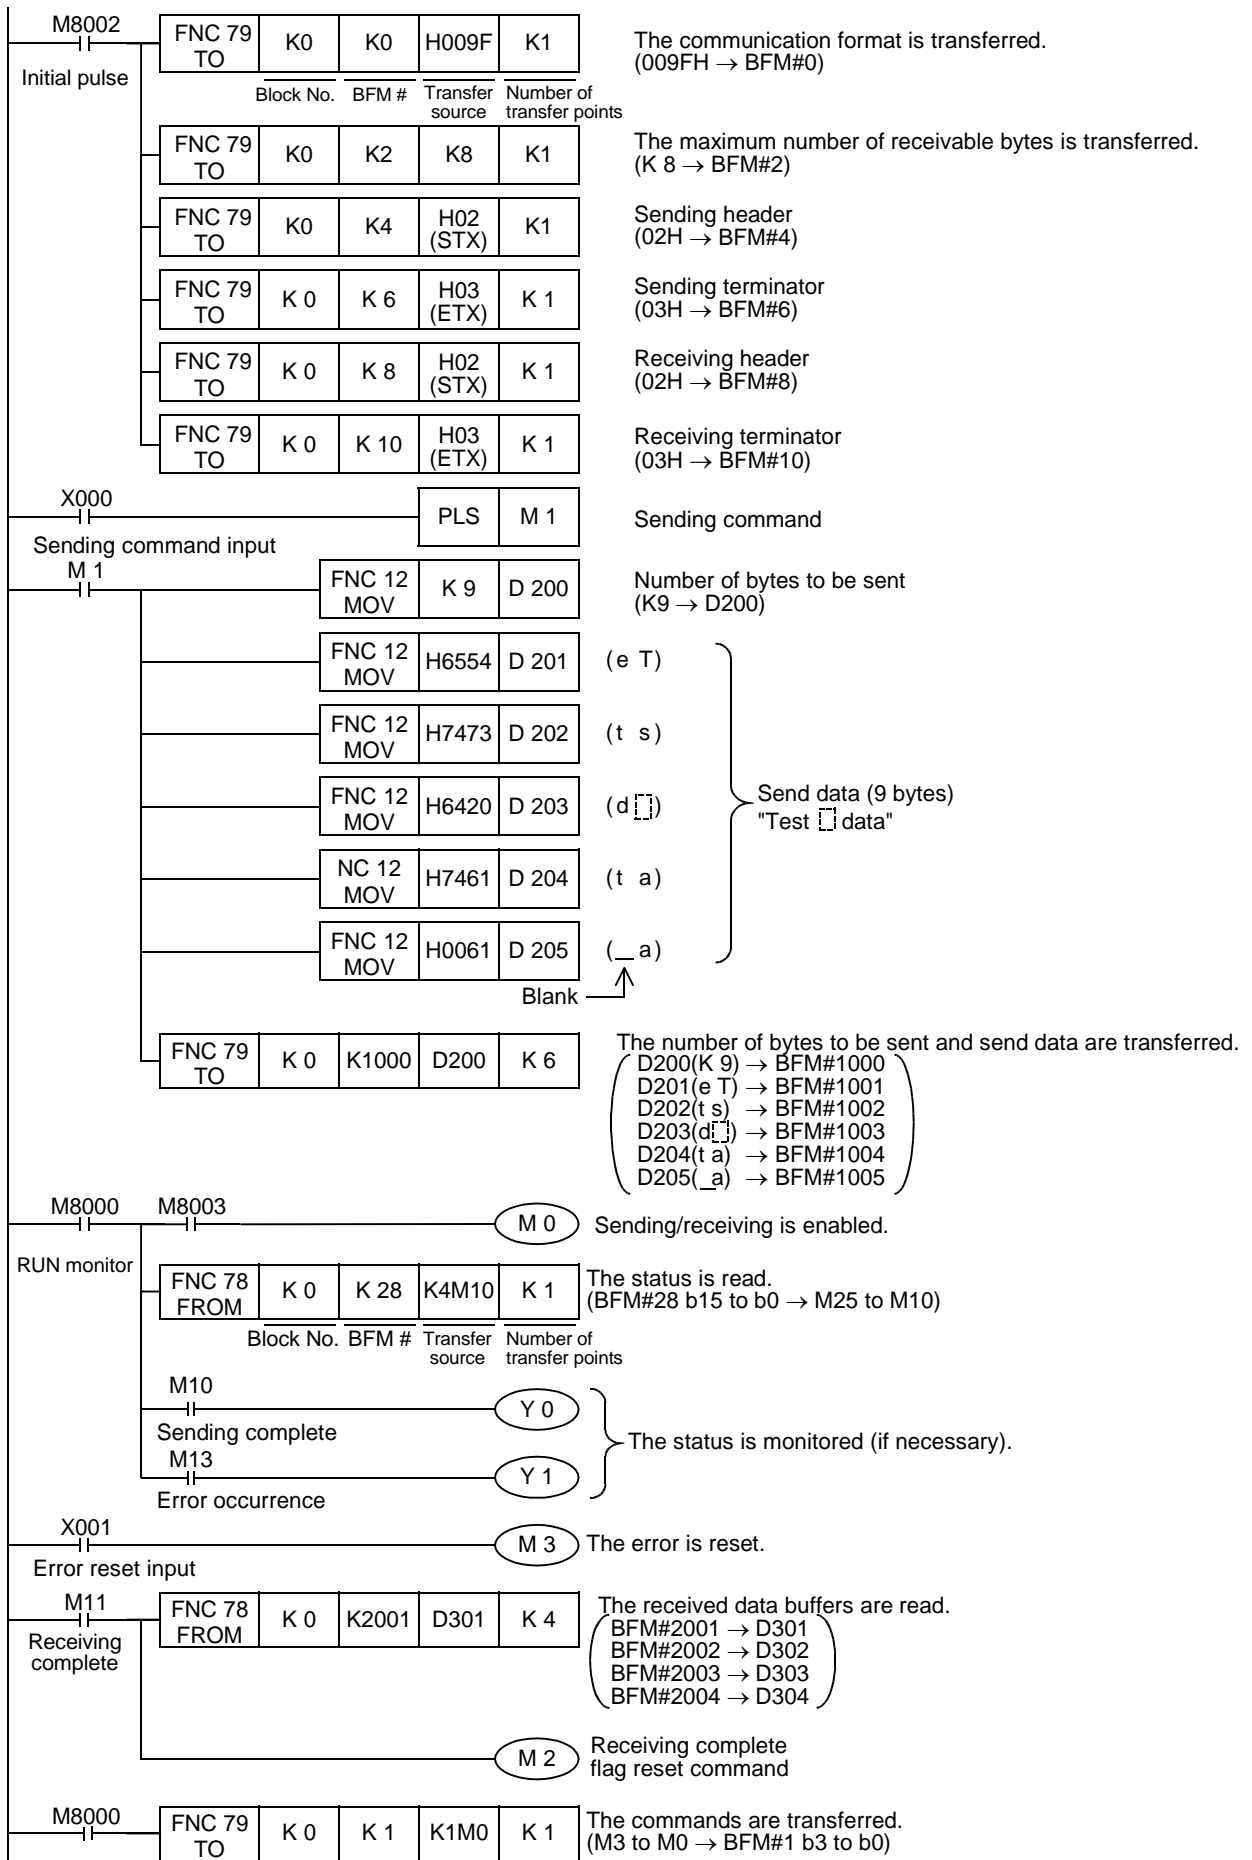 M8002
FNC 79 TO K0 K0 H009F K1
The communication format is transferred.
(009FH → BFM#0)
Initial pulse
Block No. BFM # Transfer source Number of transfer points
FNC 79 TO K0 K2 K8 K1
The maximum number of receivable bytes is transferred.
(K 8 → BFM#2)
FNC 79 TO K0 K4 H02 (STX) K1
Sending header
(02H → BFM#4)
FNC 79 TO K 0 K 6 H03 (ETX) K 1
Sending terminator
(03H → BFM#6)
FNC 79 TO K 0 K 8 H02 (STX) K 1
Receiving header
(02H → BFM#8)
FNC 79 TO K 0 K 10 H03 (ETX) K 1
Receiving terminator
(03H → BFM#10)
X000
PLS M 1
Sending command
Sending command input
M 1
FNC 12 MOV K 9 D 200
Number of bytes to be sent
(K9 → D200)
FNC 12 MOV H6554 D 201 (e T)
FNC 12 MOV H7473 D 202 (t s)
FNC 12 MOV H6420 D 203 (d )
Send data (9 bytes)
"Test data"
NC 12 MOV H7461 D 204 (t a)
FNC 12 MOV H0061 D 205 (_ a)
Blank
FNC 79 TO K 0 K1000 D200 K 6
The number of bytes to be sent and send data are transferred.
D200(K 9) → BFM#1000
D201(e T) → BFM#1001
D202(t s) → BFM#1002
D203(d ) → BFM#1003
D204(t a) → BFM#1004
D205(_a) → BFM#1005
M8000 M8003
M 0
Sending/receiving is enabled.
RUN monitor
FNC 78 FROM K 0 K 28 K4M10 K 1
The status is read.
(BFM#28 b15 to b0 → M25 to M10)
Block No. BFM # Transfer source Number of transfer points
M10
Y 0
Sending complete
The status is monitored (if necessary).
M13
Y 1
Error occurrence
X001
M 3
The error is reset.
Error reset input
M11
FNC 78 FROM K 0 K2001 D301 K 4
The received data buffers are read.
Receiving complete
BFM#2001 → D301
BFM#2002 → D302
BFM#2003 → D303
BFM#2004 → D304
M 2
Receiving complete
flag reset command
M8000
FNC 79 TO K 0 K 1 K1M0 K 1
The commands are transferred.
(M3 to M0 → BFM#1 b3 to b0)